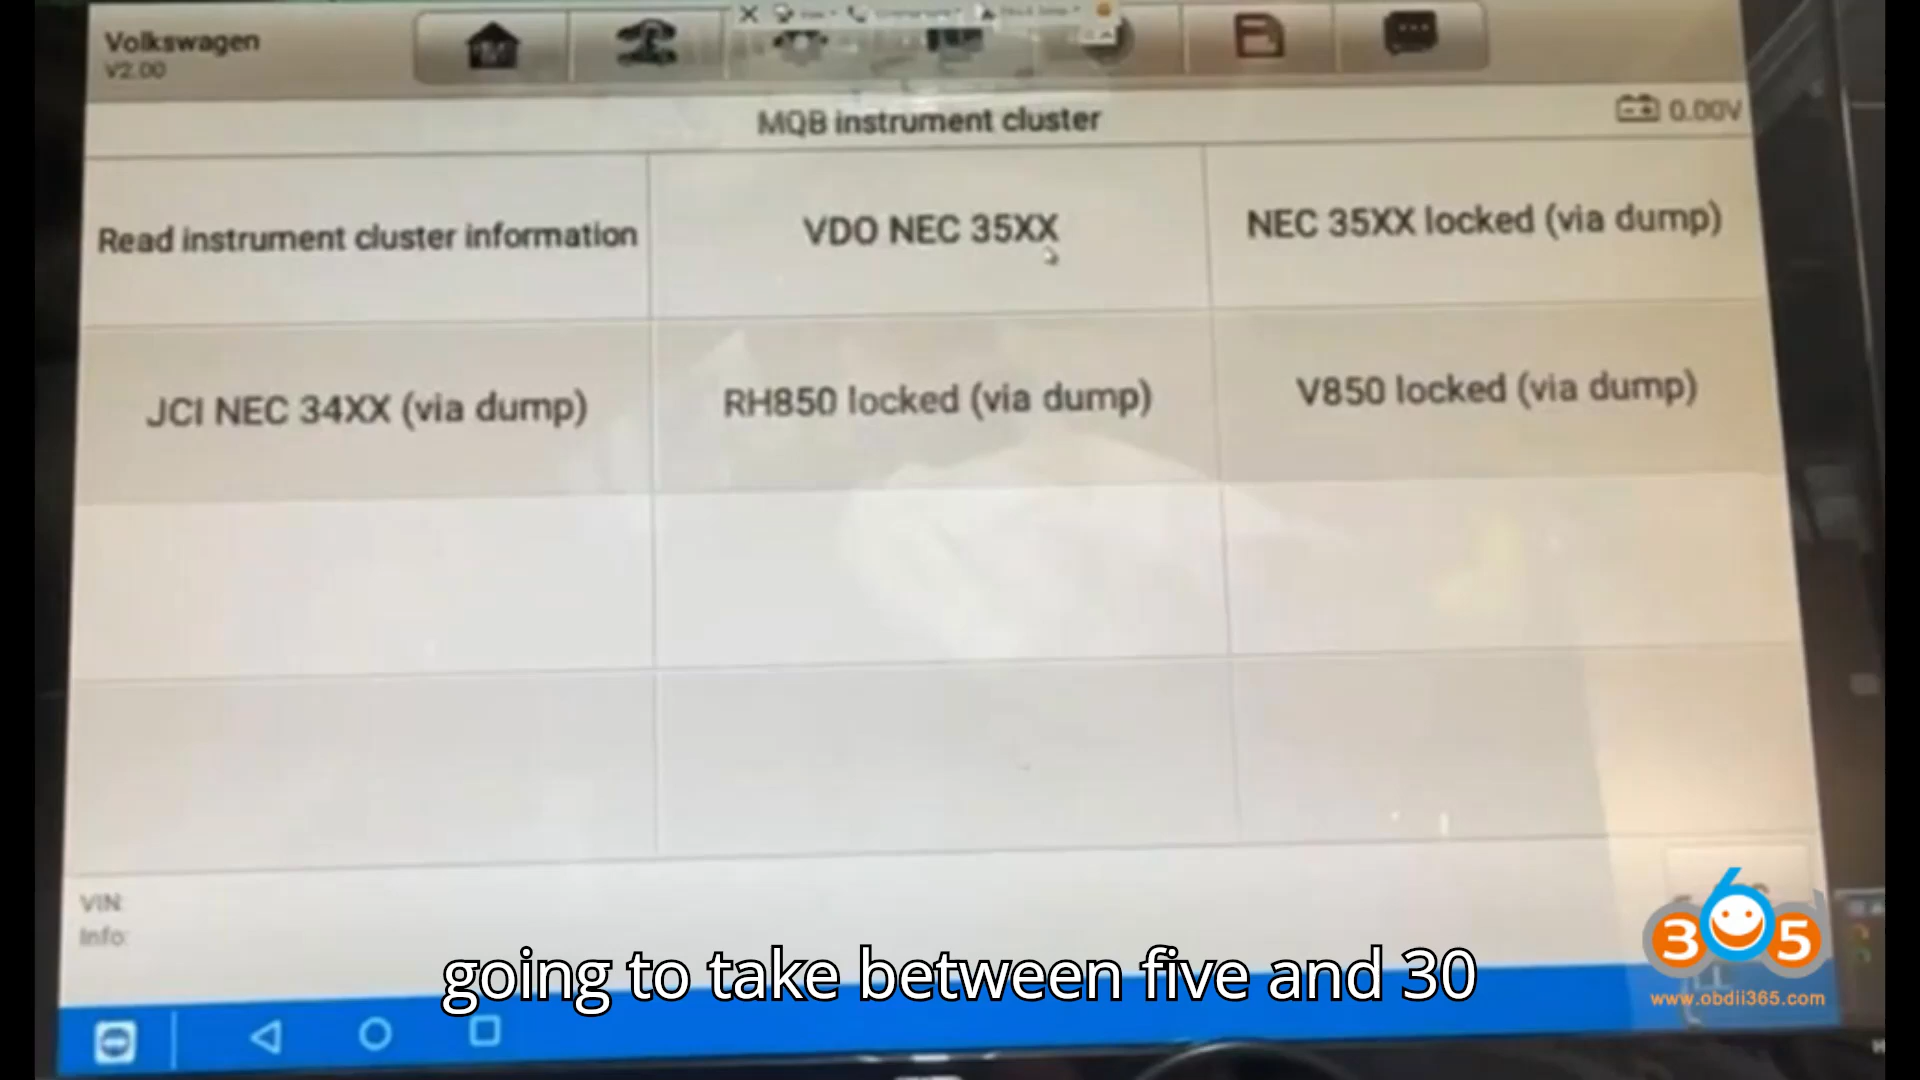 Volkswagen
V2.00
MQB instrument cluster
0.00V
Read instrument cluster information
VDO NEC 35XX
NEC 35XX locked (via dump)
JCI NEC 34XX (via dump)
RH850 locked (via dump)
V850 locked (via dump)
VIN:
Info:
going to take between five and 30
365
www.obdii365.com